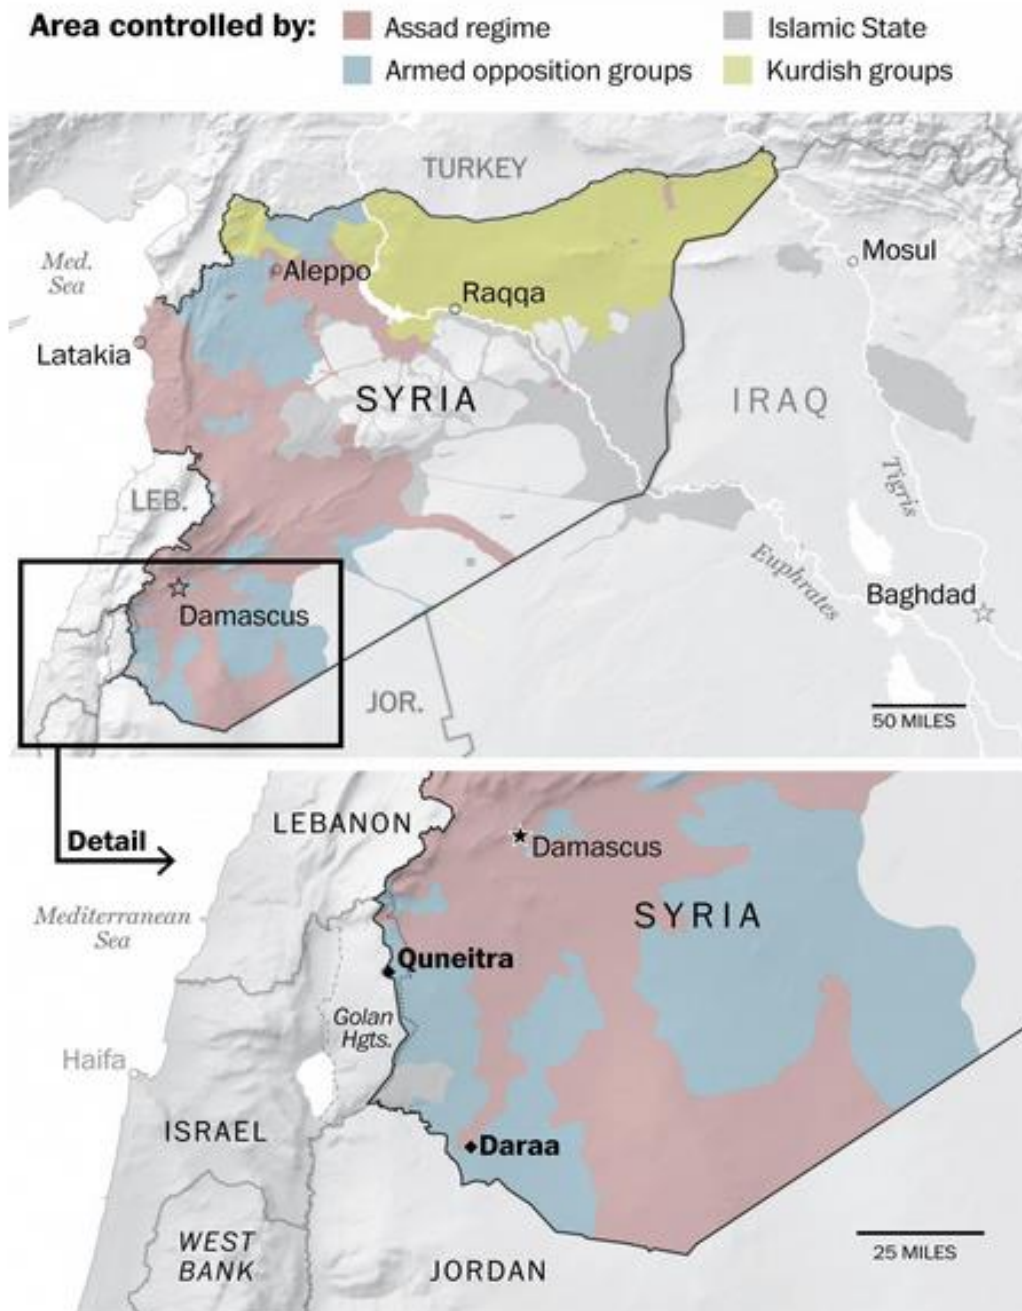 Area controlled by:
Assad regime
Islamic State
Armed opposition groups
Kurdish groups
TURKEY
Med.
Sea
Aleppo
Mosul
Raqqa
Latakia
SYRIA
IRAQ
LEB.
Tigris
Euphrates
Damascus
Baghdad
JOR.
50 MILES
Detail
LEBANON
Damascus
Mediterranean
Sea
SYRIA
Quneitra
Golan
Hgts.
Haifa
ISRAEL
Daraa
WEST
BANK
JORDAN
25 MILES